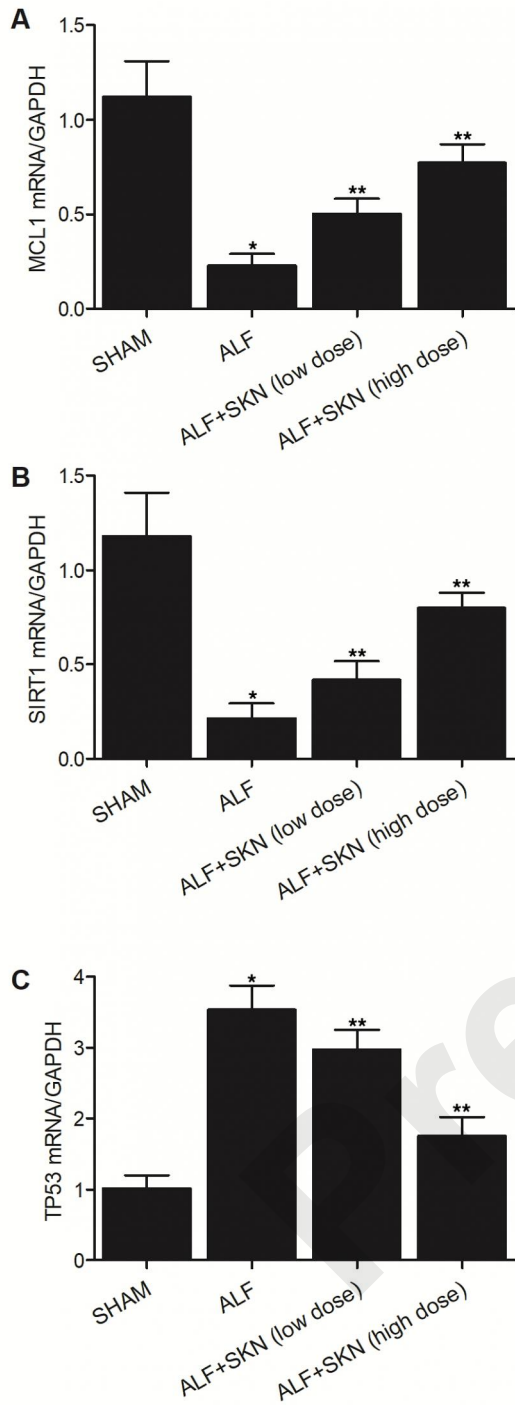 A
MCL1 mRNA/GAPDH
1.5
1.0
0.5
0.0
*
**
**
SHAM
ALF
ALF+SKN (low dose)
ALF+SKN (high dose)
B
SIRT1 mRNA/GAPDH
1.5
1.0
0.5
0.0
*
**
**
SHAM
ALF
ALF+SKN (low dose)
ALF+SKN (high dose)
C
TP53 mRNA/GAPDH
4
3
2
1
0
*
**
**
SHAM
ALF
ALF+SKN (low dose)
ALF+SKN (high dose)
Pre